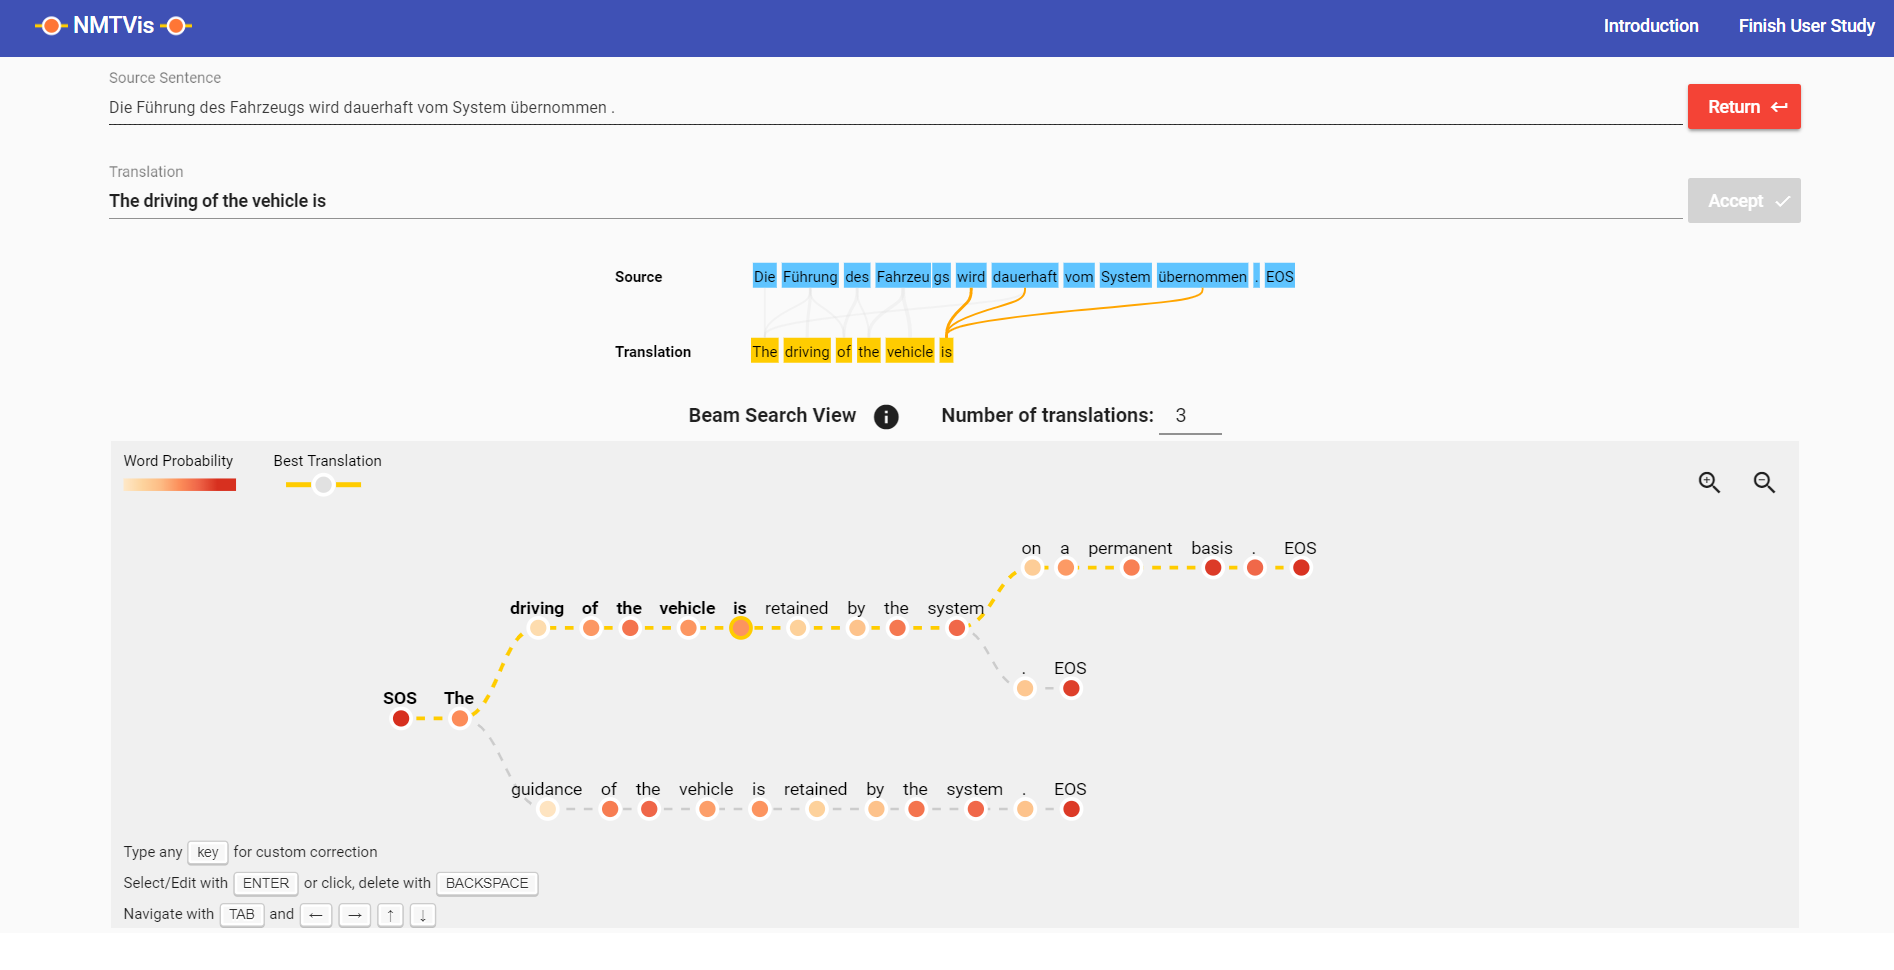 NMTVis Introduction Finish User Study
Source Sentence
Die Führung des Fahrzeugs wird dauerhaft vom System übernommen .
Return
Translation
The driving of the vehicle is
Accept
Source Die Führung des Fahrzeu gs wird dauerhaft vom System übernommen . EOS
Translation The driving of the vehicle is
Beam Search View i Number of translations: 3
Word Probability Best Translation
on a permanent basis . EOS
driving of the vehicle is retained by the system
. EOS
SOS The
guidance of the vehicle is retained by the system . EOS
Type any key for custom correction
Select/Edit with ENTER or click, delete with BACKSPACE
Navigate with TAB and ← → ↑ ↓